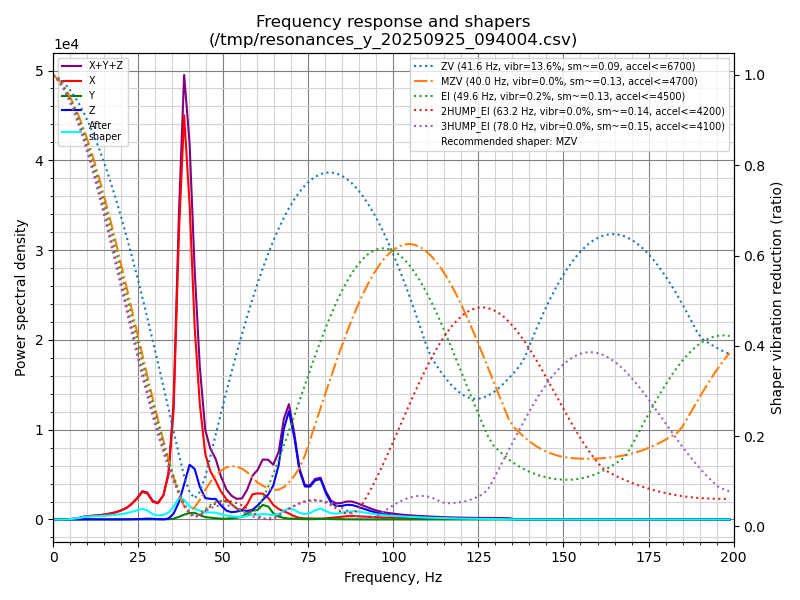 Frequency response and shapers
(/tmp/resonances_y_20250925_094004.csv)
1e4
X+Y+Z
X
Y
Z
After
shaper
ZV (41.6 Hz, vibr=13.6%, sm~=0.09, accel<=6700)
MZV (40.0 Hz, vibr=0.0%, sm~=0.13, accel<=4700)
EI (49.6 Hz, vibr=0.2%, sm~=0.13, accel<=4500)
2HUMP_EI (63.2 Hz, vibr=0.0%, sm~=0.14, accel<=4200)
3HUMP_EI (78.0 Hz, vibr=0.0%, sm~=0.15, accel<=4100)
Recommended shaper: MZV
Power spectral density
5
4
3
2
1
0
1.0
0.8
0.6
0.4
0.2
0.0
Shaper vibration reduction (ratio)
0 25 50 75 100 125 150 175 200
Frequency, Hz